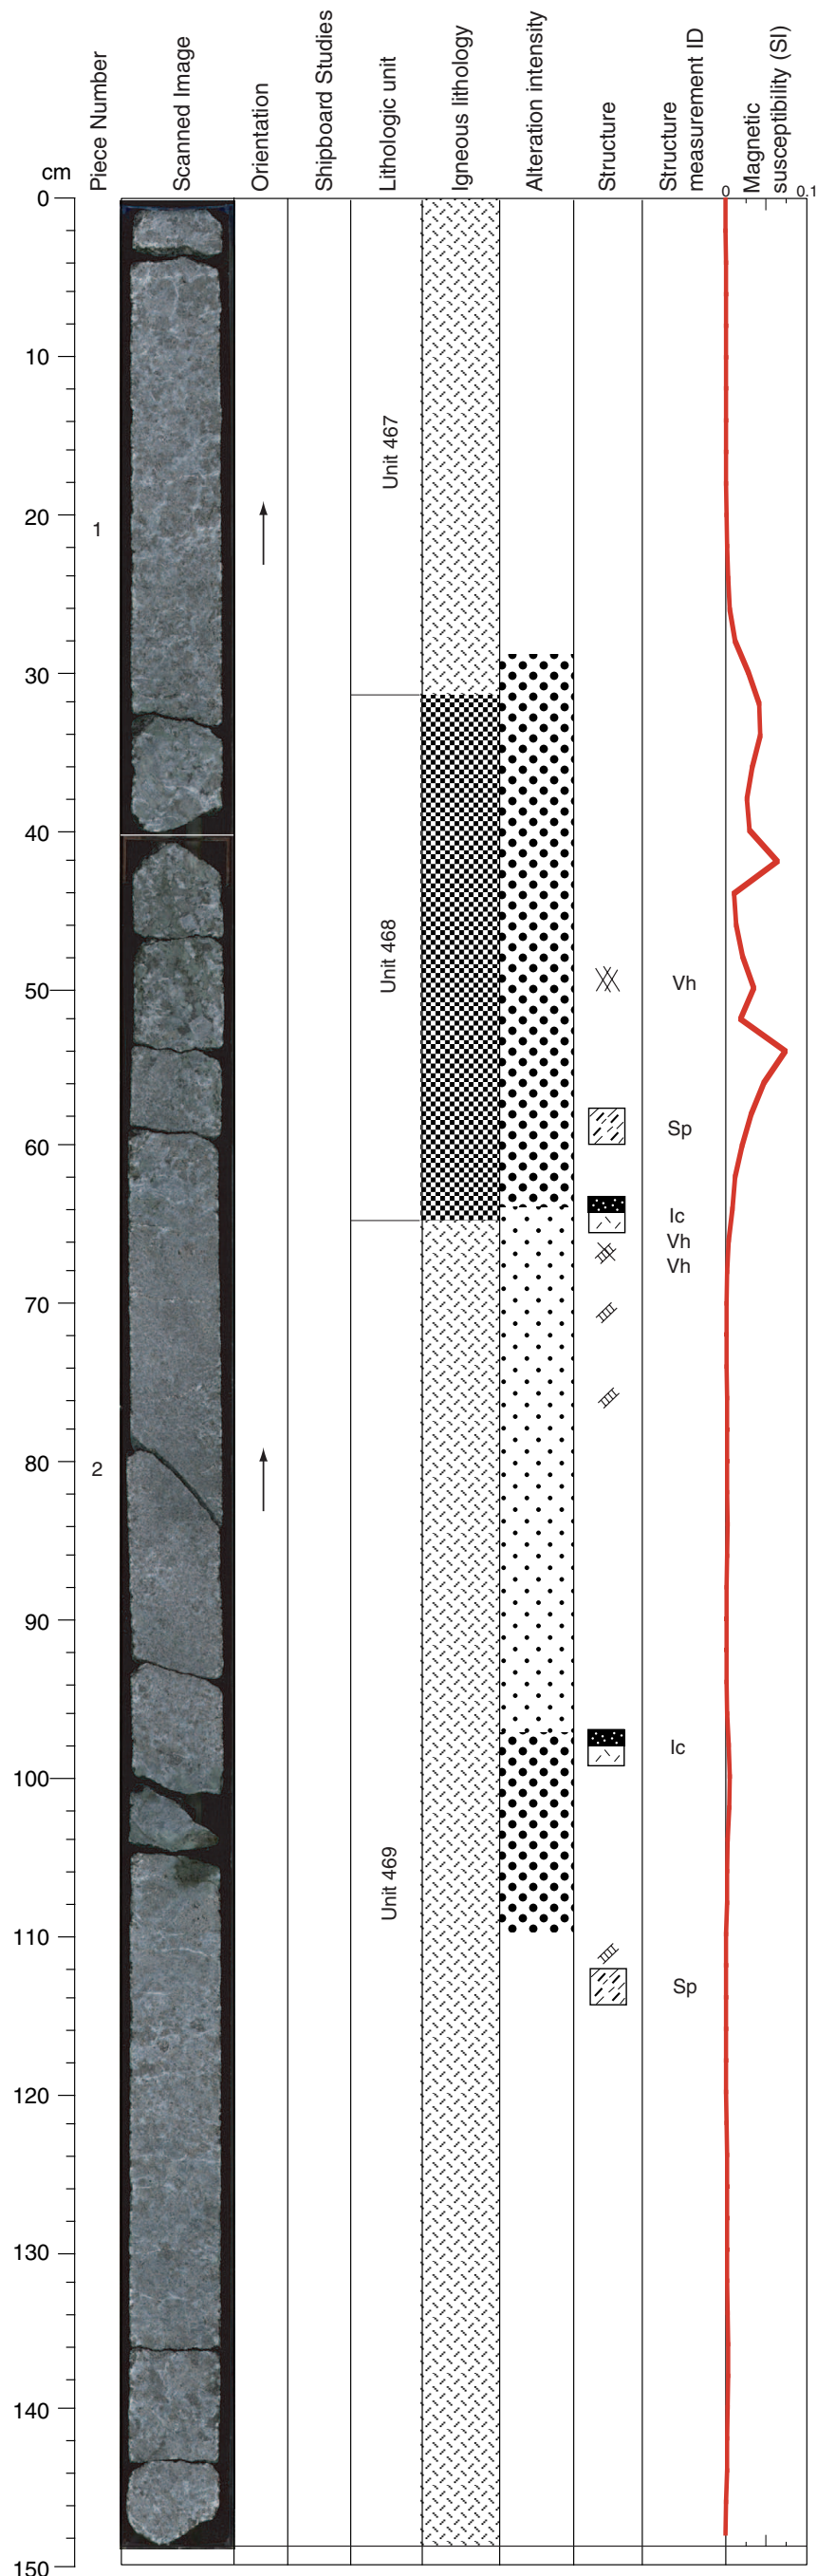 cm
Piece Number
Scanned Image
Orientation
Shipboard Studies
Lithologic unit
Igneous lithology
Alteration intensity
Structure
Structure
measurement ID
Magnetic
susceptibility (SI)
0
0.1
0
10
Unit 467
20
1
30
40
Unit 468
50
Vh
60
Sp
Ic
Vh
Vh
70
80
2
90
Ic
100
Unit 469
110
Sp
120
130
140
150